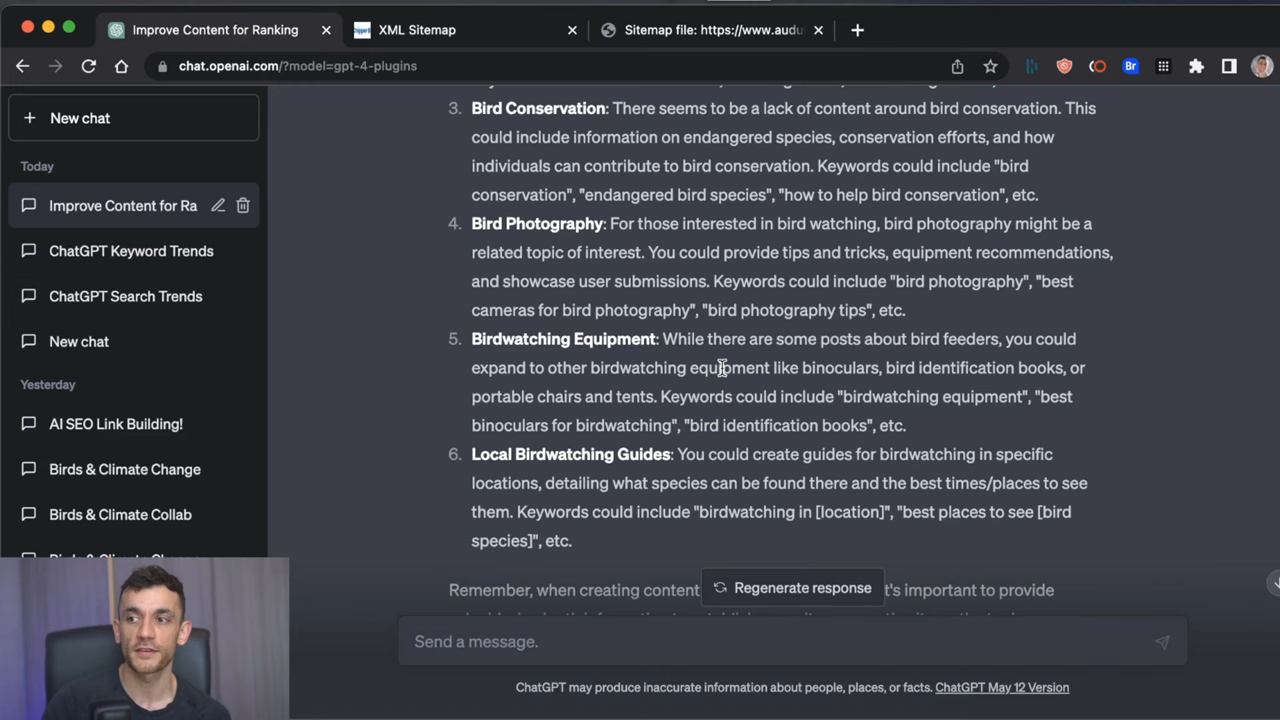 Improve Content for Ranking
XML Sitemap
Sitemap file: https://www.audu
chat.openai.com/?model=gpt-4-plugins
New chat
Today
Improve Content for Ra
ChatGPT Keyword Trends
ChatGPT Search Trends
New chat
Yesterday
AI SEO Link Building!
Birds & Climate Change
Birds & Climate Collab
3. Bird Conservation: There seems to be a lack of content around bird conservation. This
could include information on endangered species, conservation efforts, and how
individuals can contribute to bird conservation. Keywords could include "bird
conservation", "endangered bird species", "how to help bird conservation", etc.
4. Bird Photography: For those interested in bird watching, bird photography might be a
related topic of interest. You could provide tips and tricks, equipment recommendations,
and showcase user submissions. Keywords could include "bird photography", "best
cameras for bird photography", "bird photography tips", etc.
5. Birdwatching Equipment: While there are some posts about bird feeders, you could
expand to other birdwatching equipment like binoculars, bird identification books, or
portable chairs and tents. Keywords could include "birdwatching equipment", "best
binoculars for birdwatching", "bird identification books", etc.
6. Local Birdwatching Guides: You could create guides for birdwatching in specific
locations, detailing what species can be found there and the best times/places to see
them. Keywords could include "birdwatching in [location]", "best places to see [bird
species]", etc.
Remember, when creating content t's important to provide
Regenerate response
Send a message.
ChatGPT may produce inaccurate information about people, places, or facts. ChatGPT May 12 Version